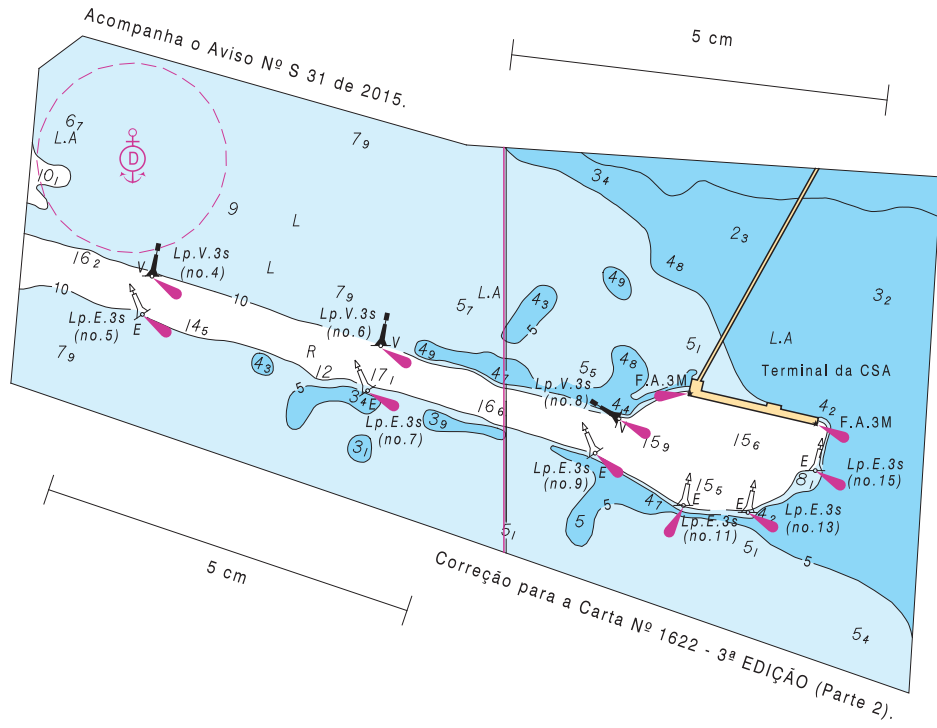 Acompanha o Aviso Nº S 31 de 2015.
5 cm
6₇
L.A
D
10₁
7₉
9
L
L
3₄
2₃
4₈
3₂
16₂
V
Lp.V.3s
(no.4)
10
E
Lp.E.3s
(no.5)
7₉
14₅
10
7₉
Lp.V.3s
(no.6)
V
R
12
17₁
5₇
L.A
4₃
5
4₉
5₁
L.A
Terminal da CSA
4₉
4₇
5₅
4₈
F.A.3M
Lp.V.3s
(no.8)
4₄
V
4₂
F.A.3M
4₃
5
3₄
E
Lp.E.3s
(no.7)
3₁
3₉
16₆
15₉
15₆
E
Lp.E.3s
(no.9)
15₅
E
Lp.E.3s
(no.15)
8₁
5
5
4₇
E
Lp.E.3s
(no.11)
E
4₂
Lp.E.3s
(no.13)
5₁
5₁
5
5₄
5 cm
Correção para a Carta Nº 1622 - 3ª EDIÇÃO (Parte 2).